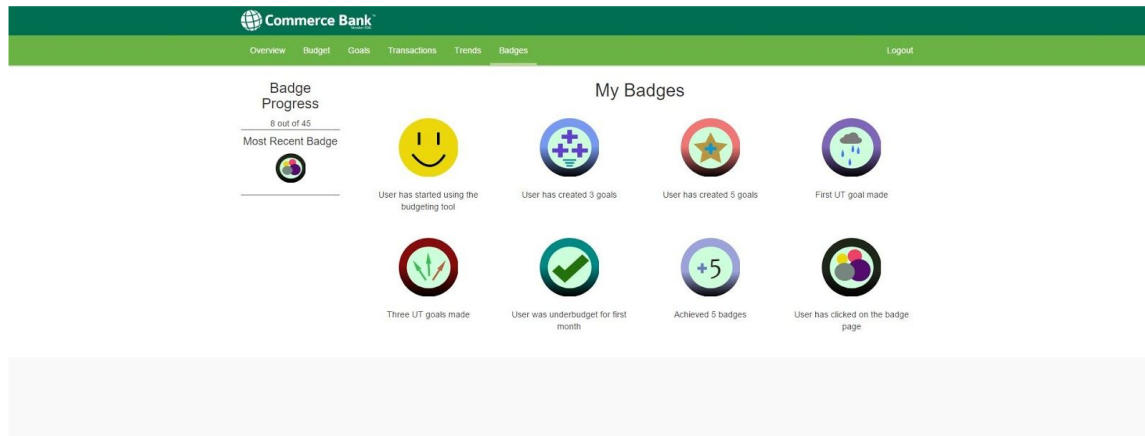 Commerce Bank
Overview Budget Goals Transactions Trends Badges Logout
Badge
Progress
8 out of 45
Most Recent Badge
My Badges
User has started using the
budgeting tool
User has created 3 goals
User has created 5 goals
First UT goal made
Three UT goals made
User was underbudget for first
month
+5
Achieved 5 badges
User has clicked on the badge
page